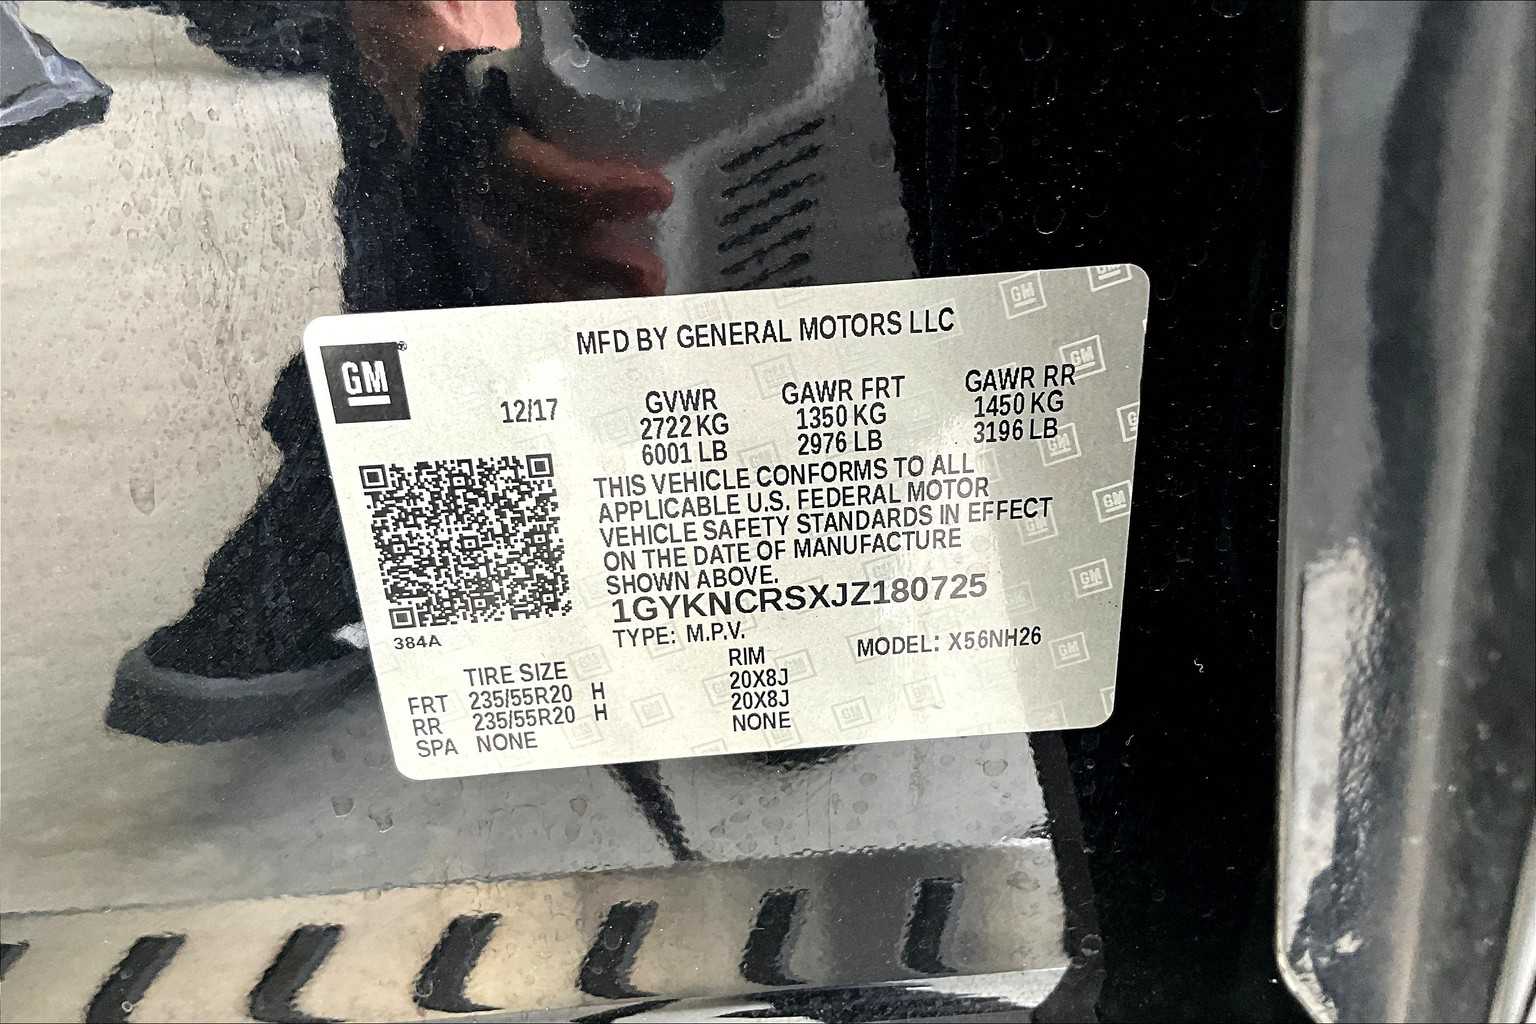 MFD BY GENERAL MOTORS LLC
GM
12/17
GVWR GAWR FRT GAWR RR
2722 KG 1350 KG 1450 KG
6001 LB 2976 LB 3196 LB
THIS VEHICLE CONFORMS TO ALL
APPLICABLE U.S. FEDERAL MOTOR
VEHICLE SAFETY STANDARDS IN EFFECT
ON THE DATE OF MANUFACTURE
SHOWN ABOVE.
1GYKNCRSXJZ180725
384A
TYPE: M.P.V. MODEL: X56NH26
TIRE SIZE RIM
FRT 235/55R20 H 20X8J
RR 235/55R20 H 20X8J
SPA NONE NONE